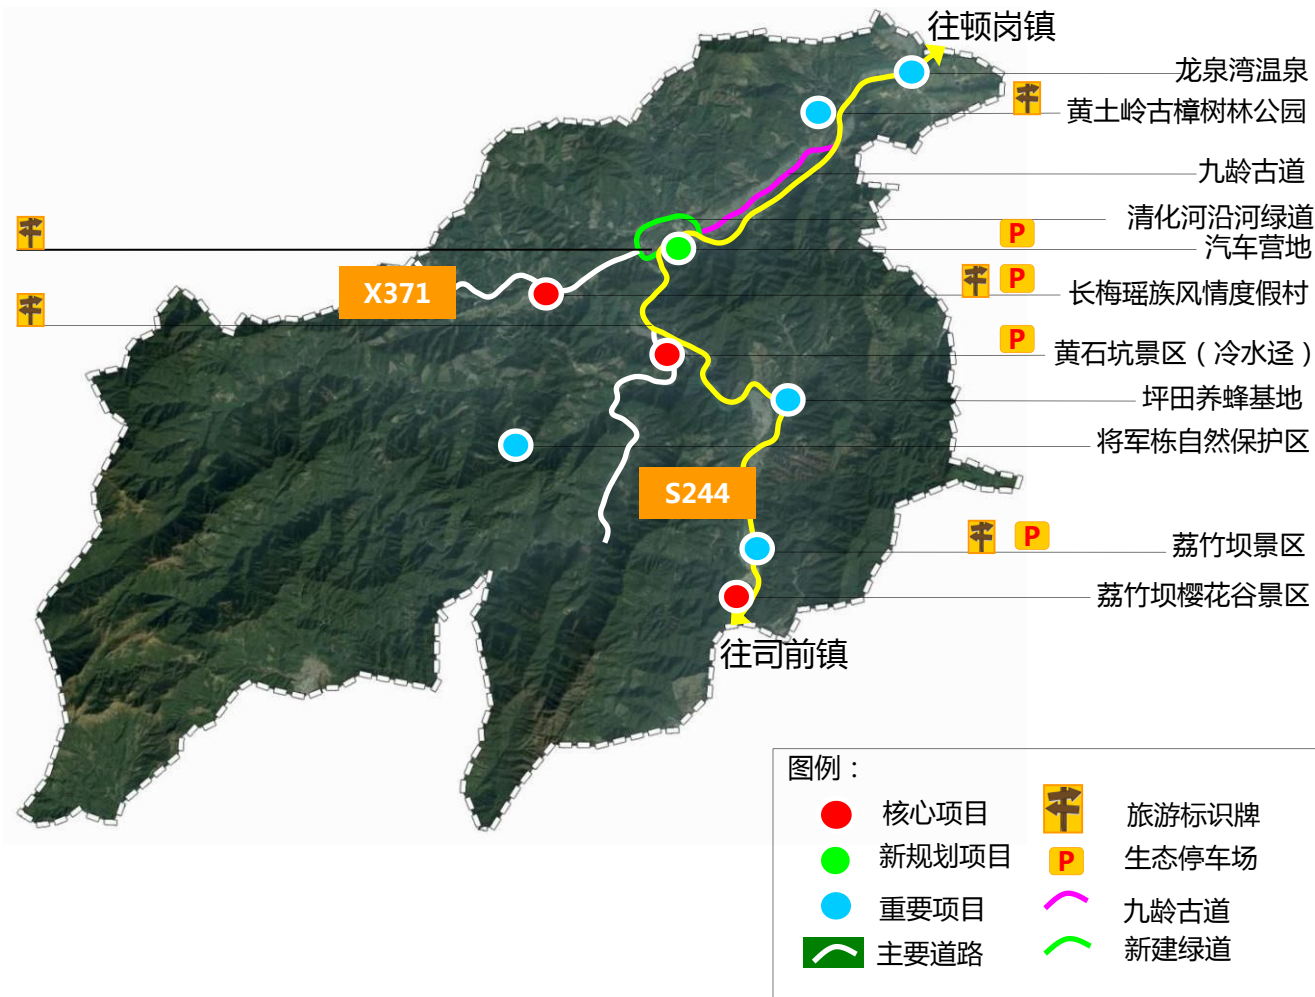 往顿岗镇
龙泉湾温泉
黄土岭古樟树林公园
九龄古道
清化河沿河绿道
P
汽车营地
X371
P
长梅瑶族风情度假村
P
黄石坑景区（冷水迳）
坪田养蜂基地
将军栋自然保护区
S244
P
荔竹坝景区
荔竹坝樱花谷景区
往司前镇
图例：
核心项目
旅游标识牌
新规划项目
P
生态停车场
重要项目
九龄古道
主要道路
新建绿道